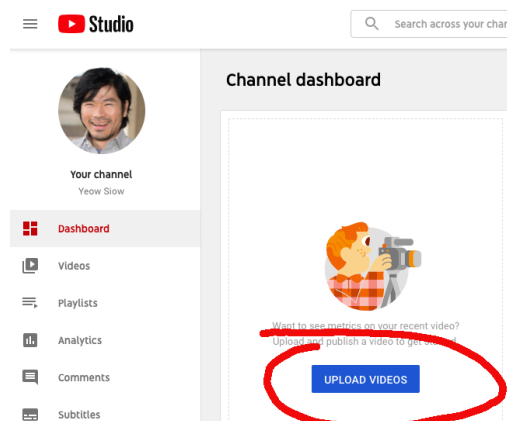 Studio
Search across your char
Channel dashboard
Your channel
Yeow Siow
Dashboard
Videos
Playlists
Analytics
Comments
Subtitles
Want to see metrics on your recent video?
Upload and publish a video to get started.
UPLOAD VIDEOS